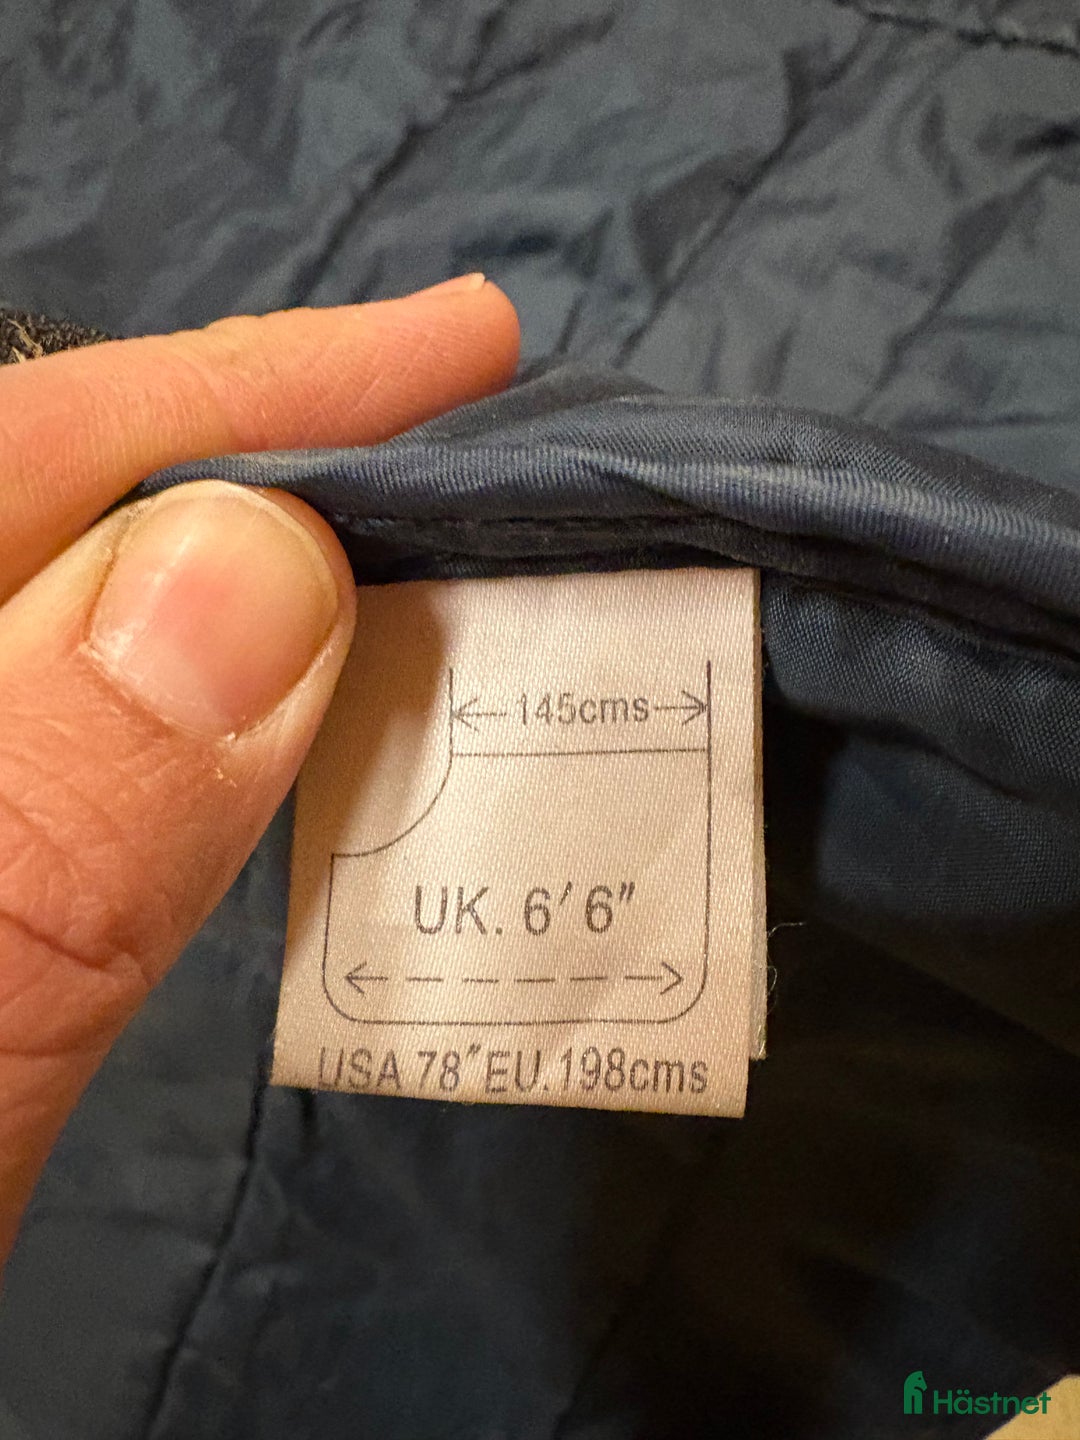 145cms
UK. 6' 6"
USA 78" EU. 198cms
Hästnet